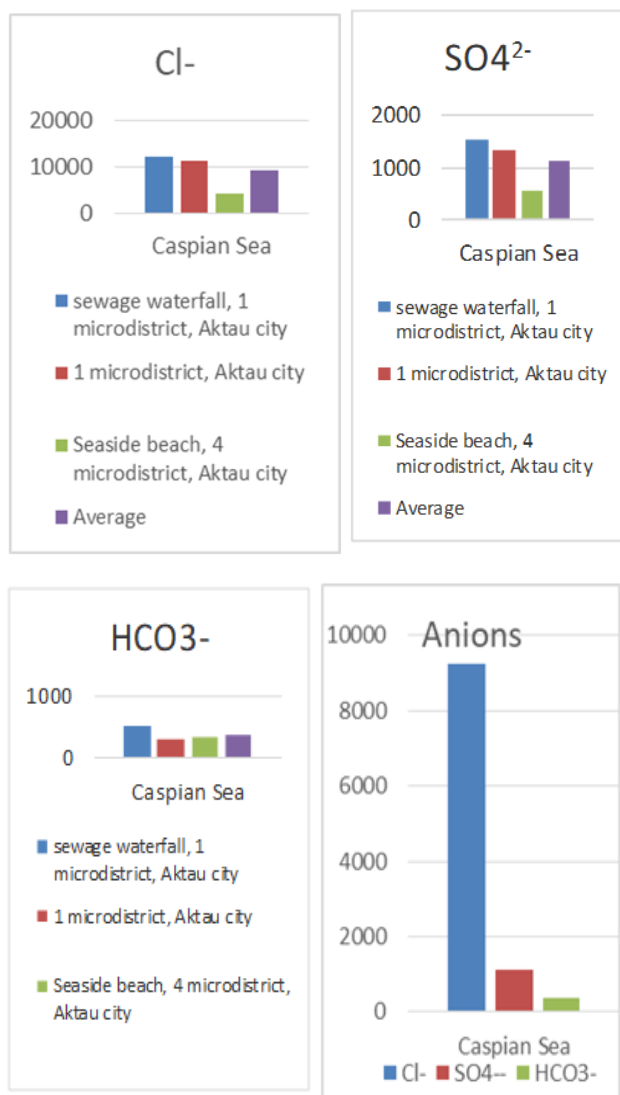 Cl-
20000
10000
0
Caspian Sea
sewage waterfall, 1
microdistrict, Aktau city
1 microdistrict, Aktau city
Seaside beach, 4
microdistrict, Aktau city
Average
SO4²-
2000
1000
0
Caspian Sea
sewage waterfall, 1
microdistrict, Aktau city
1 microdistrict, Aktau city
Seaside beach, 4
microdistrict, Aktau city
Average
HCO3-
1000
0
Caspian Sea
sewage waterfall, 1
microdistrict, Aktau city
1 microdistrict, Aktau city
Seaside beach, 4 microdistrict,
Aktau city
Anions
10000
8000
6000
4000
2000
0
Caspian Sea
Cl- SO4-- HCO3-